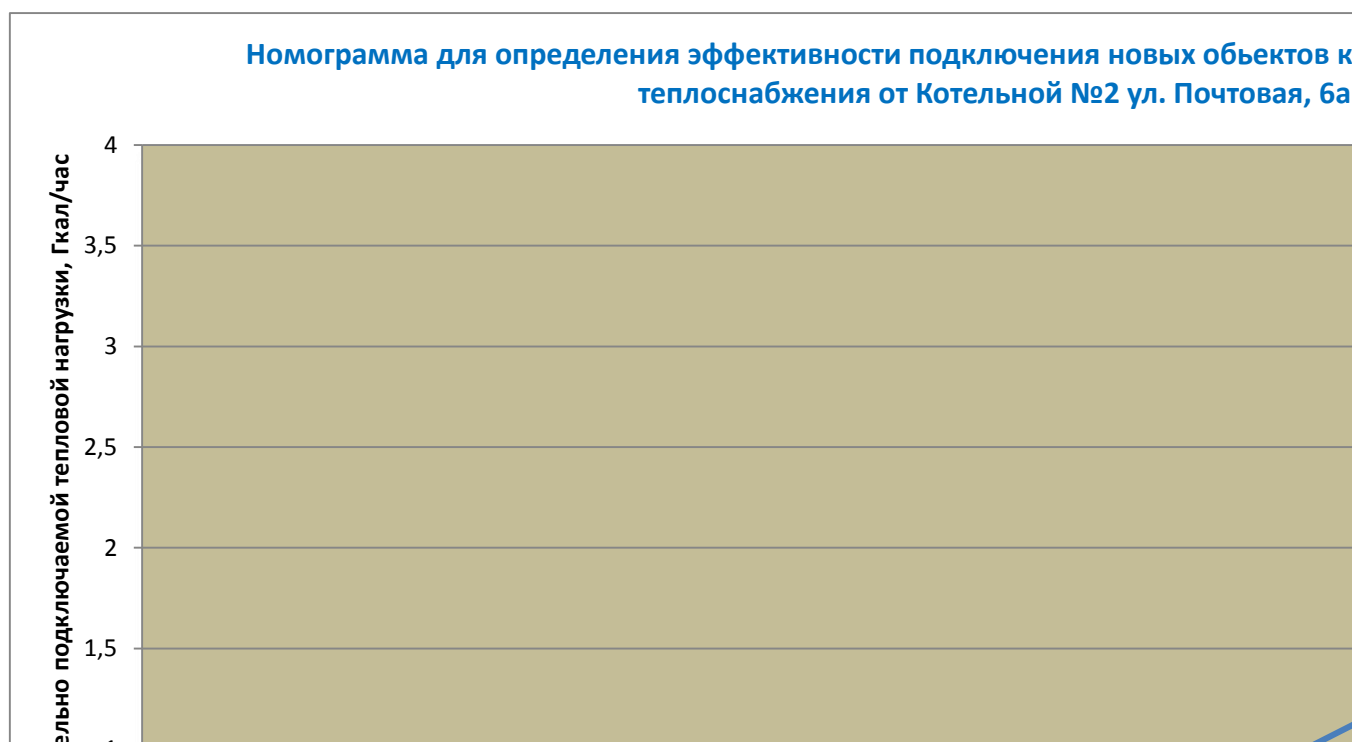 Номограмма для определения эффективности подключения новых обьектов к
теплоснабжения от Котельной №2 ул. Почтовая, 6а
подключаемой тепловой нагрузки, Гкал/час
4
3,5
3
2,5
2
1,5